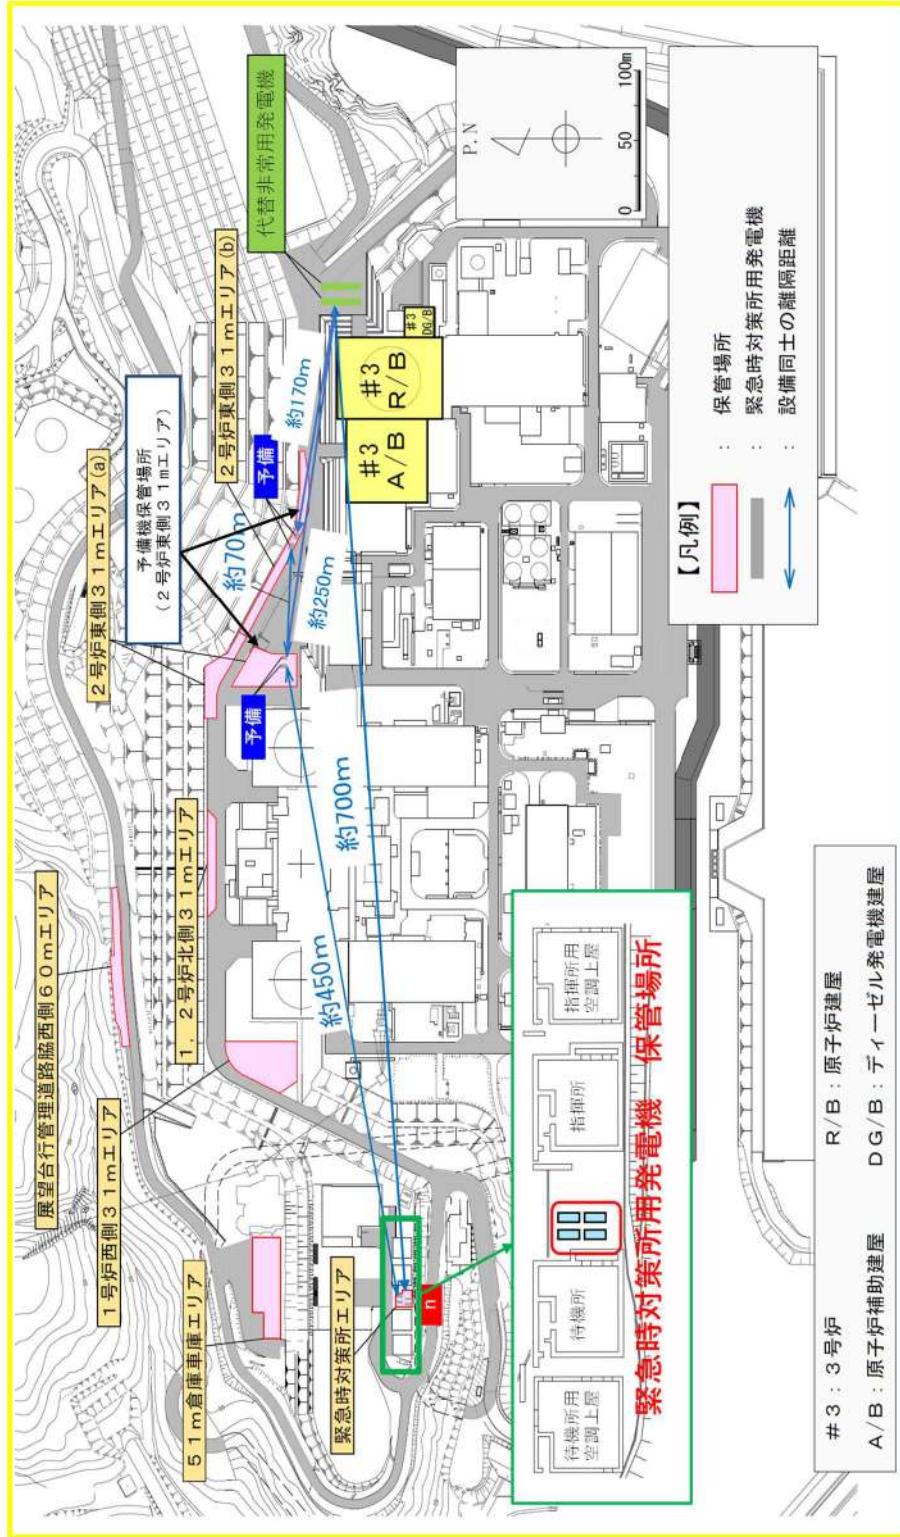 展望台行管理道路脇西側６０ｍエリア
１号炉西側３１ｍエリア
５１ｍ倉庫車庫エリア
１，２号炉北側３１ｍエリア
２号炉東側３１ｍエリア(a)
予備機保管場所
（２号炉東側３１ｍエリア）
２号炉東側３１ｍエリア(b)
代替非常用発電機
緊急時対策所エリア
n
予備
予備
約70m
約170m
約250m
約450m
約700m
#3
A/B
#3
R/B
#3
DG/B
P.N
0
50
100m
待機所用
空調上屋
待機所
指揮所
指揮所用
空調上屋
緊急時対策所用発電機　保管場所
【凡例】
：保管場所
：緊急時対策所用発電機
：設備同士の離隔距離
＃３：３号炉
Ｒ/Ｂ：原子炉建屋
Ａ/Ｂ：原子炉補助建屋
ＤＧ/Ｂ：ディーゼル発電機建屋